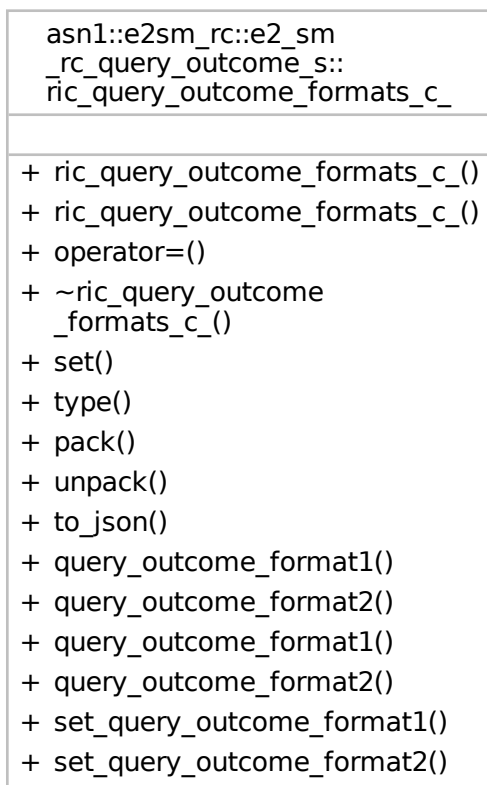 asn1::e2sm_rc::e2_sm
_rc_query_outcome_s::
ric_query_outcome_formats_c_
+ ric_query_outcome_formats_c_()
+ ric_query_outcome_formats_c_()
+ operator=()
+ ~ric_query_outcome
_formats_c_()
+ set()
+ type()
+ pack()
+ unpack()
+ to_json()
+ query_outcome_format1()
+ query_outcome_format2()
+ query_outcome_format1()
+ query_outcome_format2()
+ set_query_outcome_format1()
+ set_query_outcome_format2()